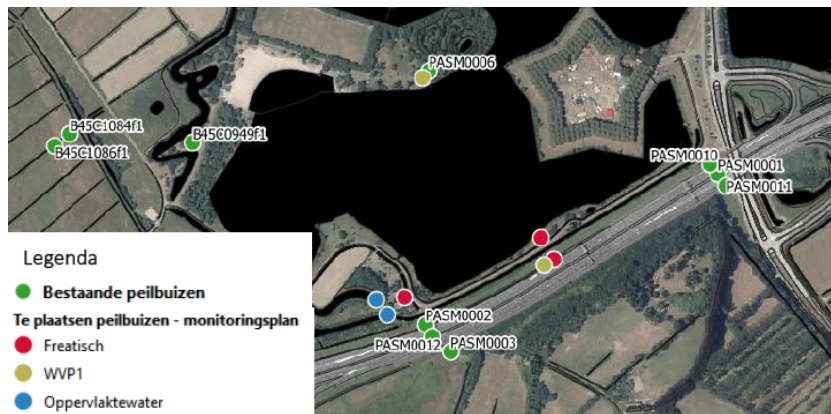 PASM0006
B45C1084f1
B45C1086f1
B45C0949f1
PASM0010
PASM0001
PASM0011
PASM0002
PASM0012
PASM0003
Legenda
Bestaande peilbuizen
Te plaatsen peilbuizen - monitoringsplan
Freatisch
WVP1
Oppervlaktewater